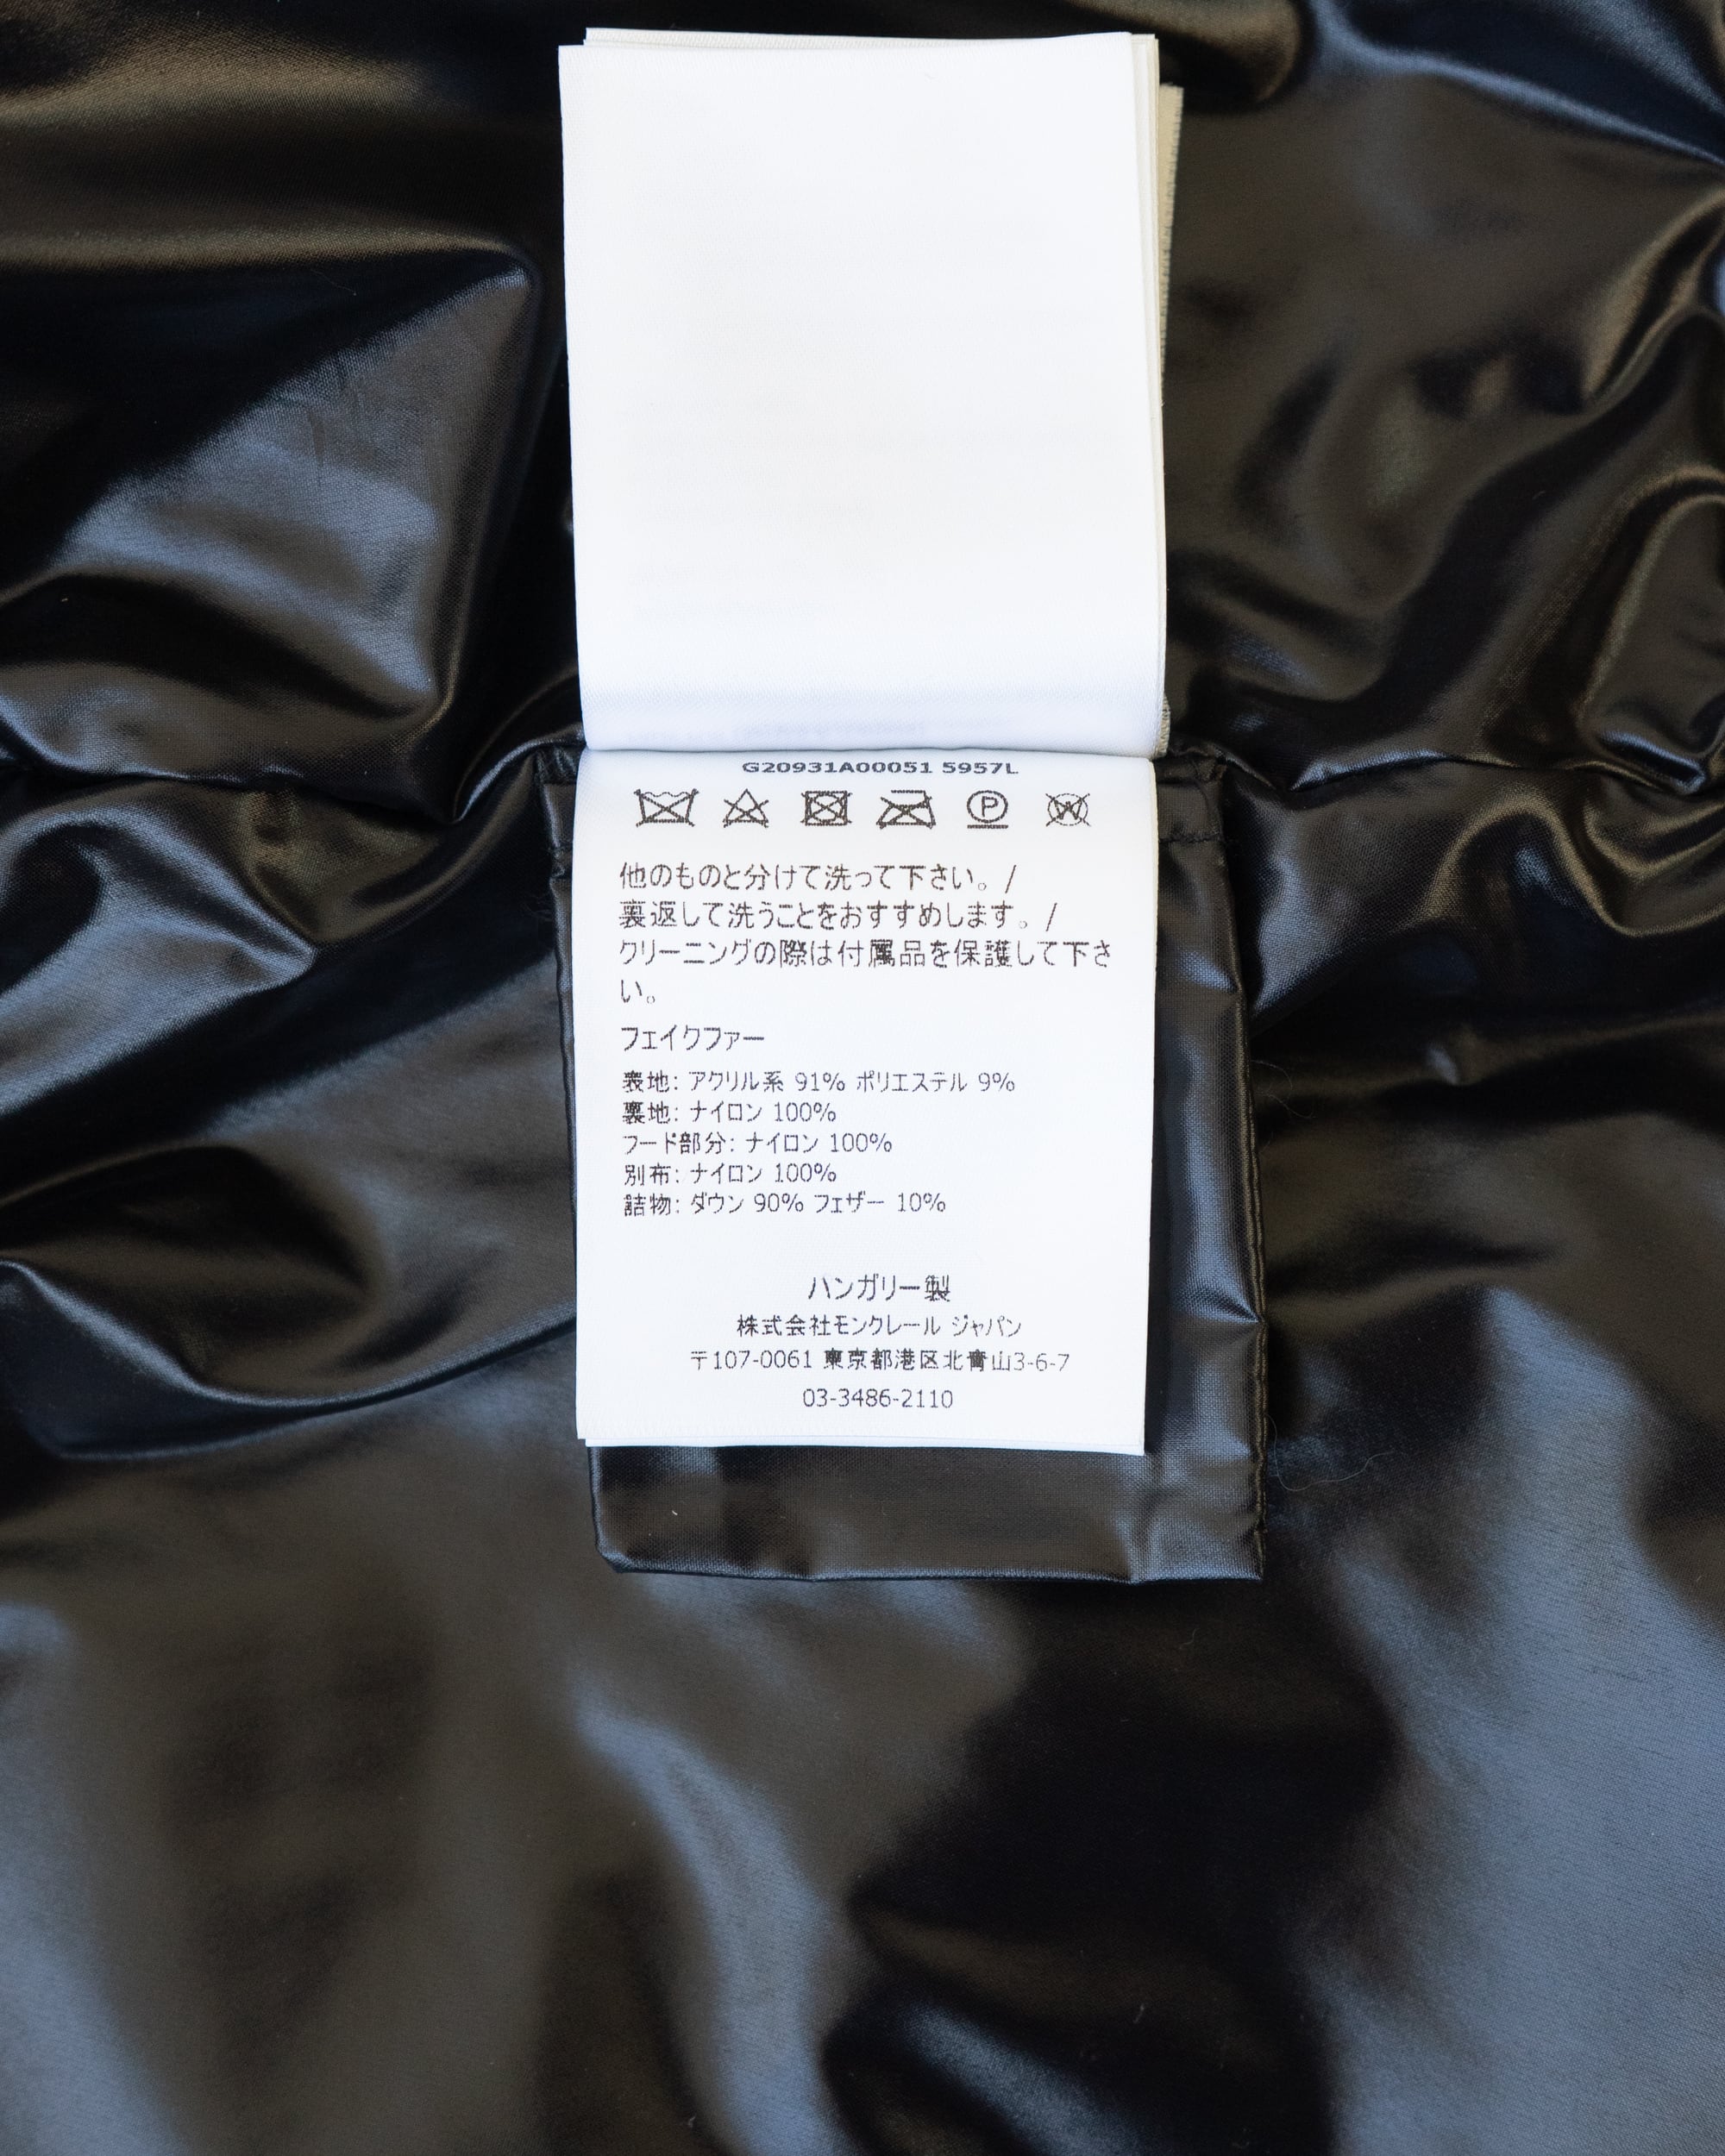 G20931A00051 5957L
P W
他のものと分けて洗って下さい。/
裏返して洗うことをおすすめします。/
クリーニングの際は付属品を保護して下さ
い。
フェイクファー
表地: アクリル系 91% ポリエステル 9%
裏地: ナイロン 100%
フード部分: ナイロン 100%
別布: ナイロン 100%
詰物: ダウン 90% フェザー 10%
ハンガリー製
株式会社モンクレール ジャパン
〒107-0061 東京都港区北青山3-6-7
03-3486-2110